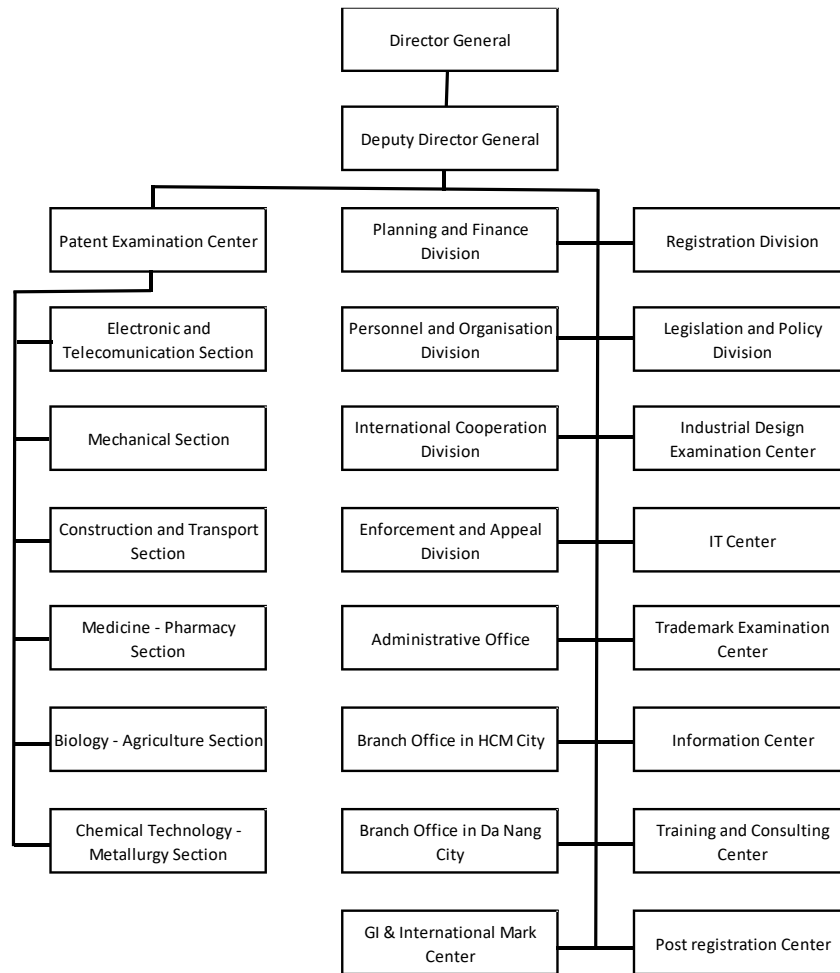 Director General
Deputy Director General
Patent Examination Center
Planning and Finance
Division
Registration Division
Electronic and
Telecomunication Section
Personnel and Organisation
Division
Legislation and Policy
Division
Mechanical Section
International Cooperation
Division
Industrial Design
Examination Center
Construction and Transport
Section
Enforcement and Appeal
Division
IT Center
Medicine - Pharmacy
Section
Administrative Office
Trademark Examination
Center
Biology - Agriculture Section
Branch Office in HCM City
Information Center
Chemical Technology -
Metallurgy Section
Branch Office in Da Nang
City
Training and Consulting
Center
GI & International Mark
Center
Post registration Center